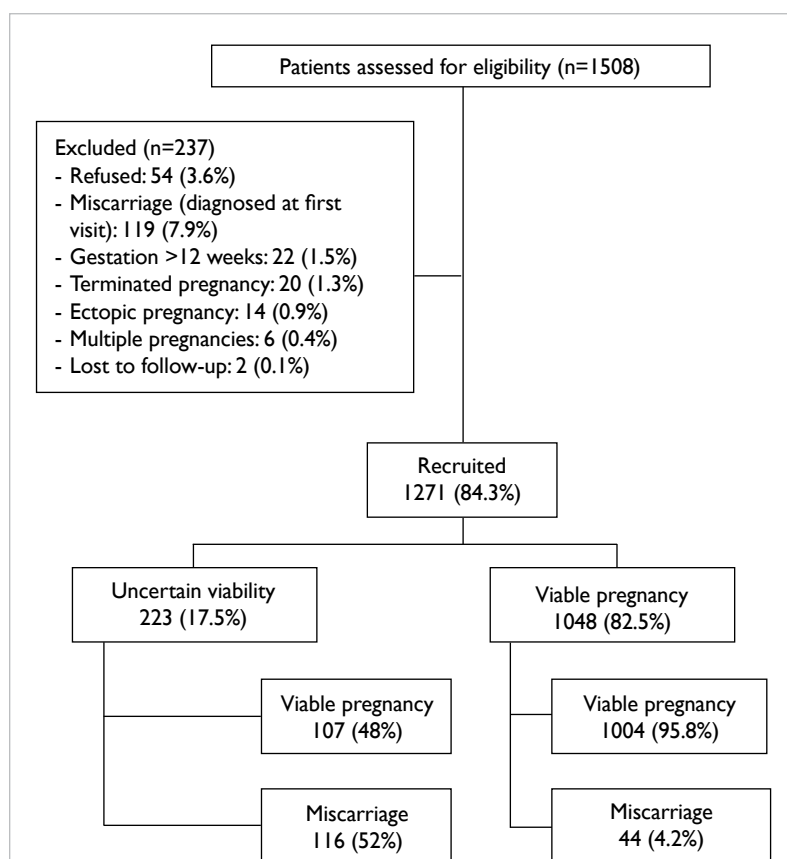 Patients assessed for eligibility (n=1508)
Excluded (n=237)
- Refused: 54 (3.6%)
- Miscarriage (diagnosed at first
visit): 119 (7.9%)
- Gestation >12 weeks: 22 (1.5%)
- Terminated pregnancy: 20 (1.3%)
- Ectopic pregnancy: 14 (0.9%)
- Multiple pregnancies: 6 (0.4%)
- Lost to follow-up: 2 (0.1%)
Recruited
1271 (84.3%)
Uncertain viability
223 (17.5%)
Viable pregnancy
1048 (82.5%)
Viable pregnancy
107 (48%)
Viable pregnancy
1004 (95.8%)
Miscarriage
116 (52%)
Miscarriage
44 (4.2%)